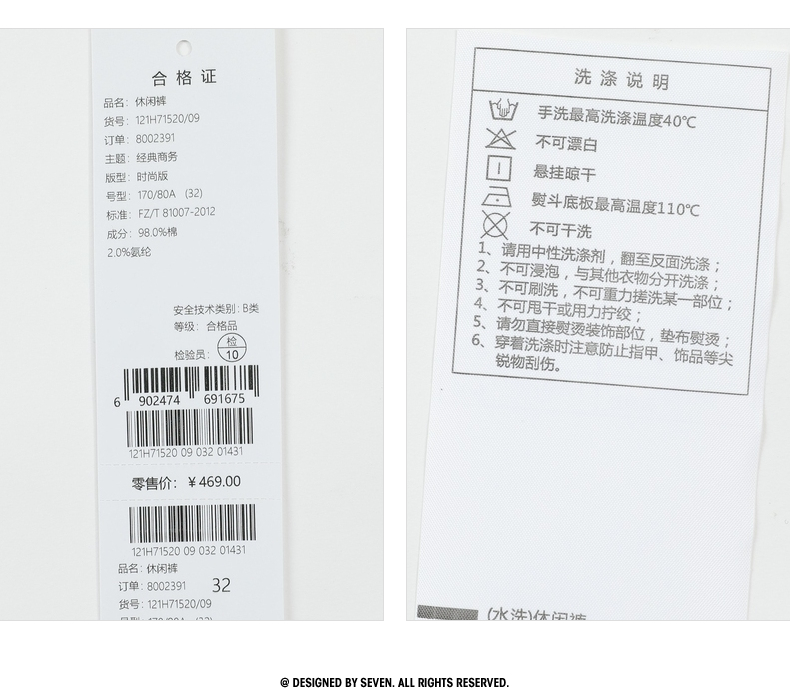 合格证
品名：休闲裤
货号：121H71520/09
订单：8002391
主题：经典商务
版型：时尚版
号型：170/80A （32)
标准：FZ/T 81007-2012
成分：98.0%棉
2.0%氨纶
安全技术类别：B类
等级：合格品
检验员：检 10
6 902474 691675
121H71520 09 032 01431
零售价：￥469.00
121H71520 09 032 01431
品名：休闲裤
订单：8002391 32
货号：121H71520/09
号型：170/80A （32）
洗涤说明
手洗最高洗涤温度40℃
不可漂白
悬挂晾干
熨斗底板最高温度110℃
不可干洗
1、请用中性洗涤剂，翻至反面洗涤；
2、不可浸泡，与其他衣物分开洗涤；
3、不可刷洗，不可重力搓洗某一部位；
4、不可甩干或用力拧绞；
5、请勿直接熨烫装饰部位，垫布熨烫；
6、穿着洗涤时注意防止指甲、饰品等尖
锐物刮伤。
(水洗)休闲裤
@ DESIGNED BY SEVEN. ALL RIGHTS RESERVED.